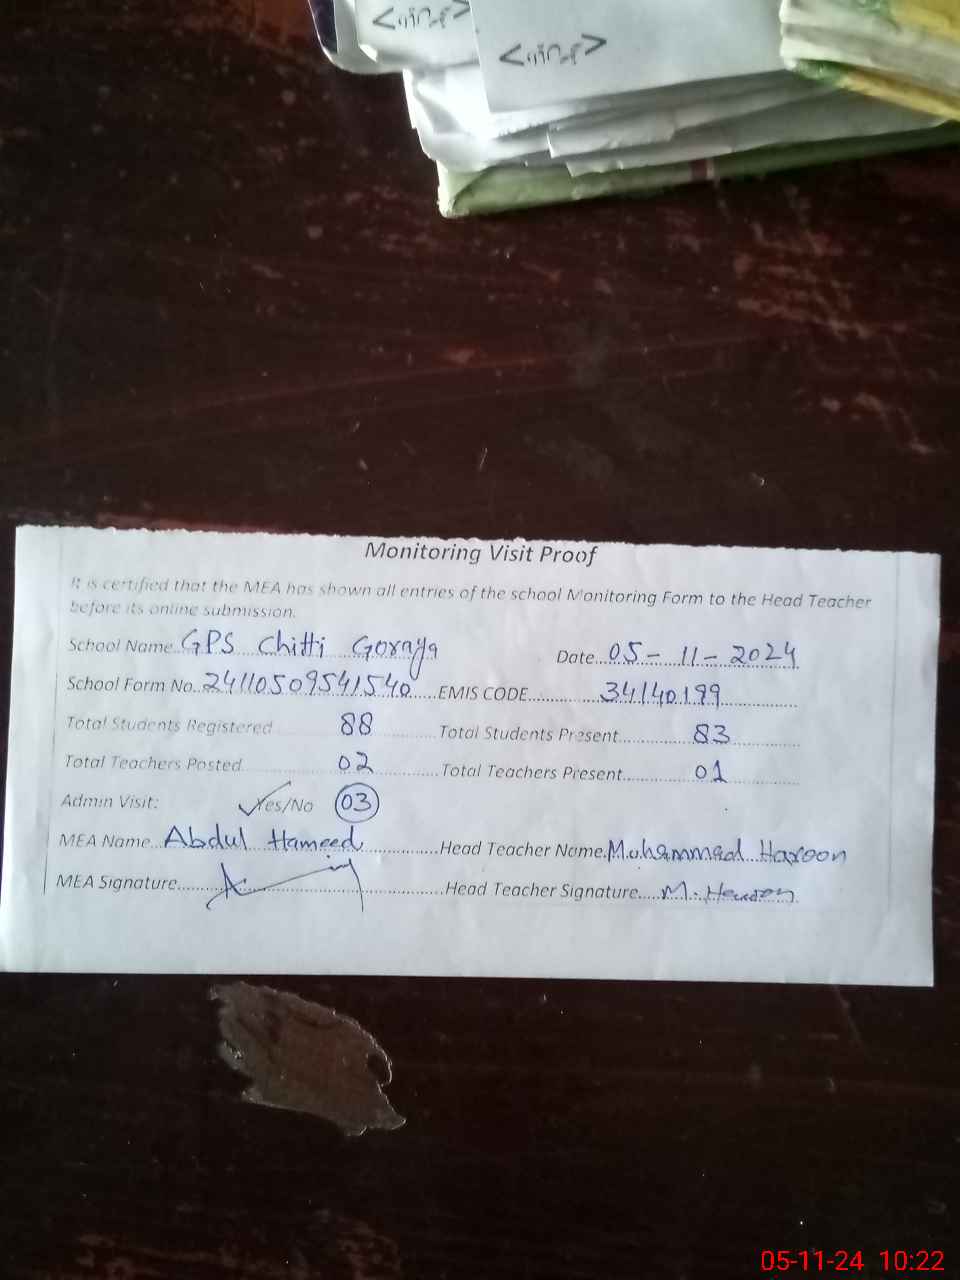 Monitoring Visit Proof
It is certified that the MEA has shown all entries of the school Monitoring Form to the Head Teacher
before its online submission.
School Name..GPS Chitti Goraya Date...05 - 11 - 2024
School Form No..24110509541540....EMIS CODE............34140199
Total Students Registered 88 Total Students Present............83
Total Teachers Posted 02 Total Teachers Present............01
Admin Visit: Yes/No 03
MEA Name...Abdul Hameed..............Head Teacher Name.Mohammad Haroon
MEA Signature..........Head Teacher Signature.....M. Haroon
05-11-24 10:22